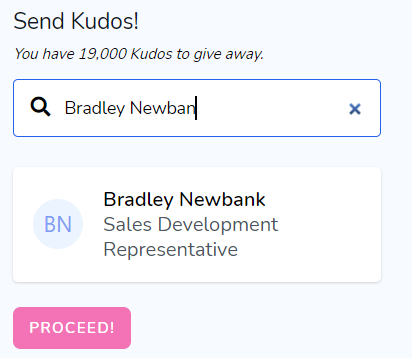 Send Kudos!
You have 19,000 Kudos to give away.
Bradley Newban
Bradley Newbank
BN
Sales Development
Representative
PROCEED!